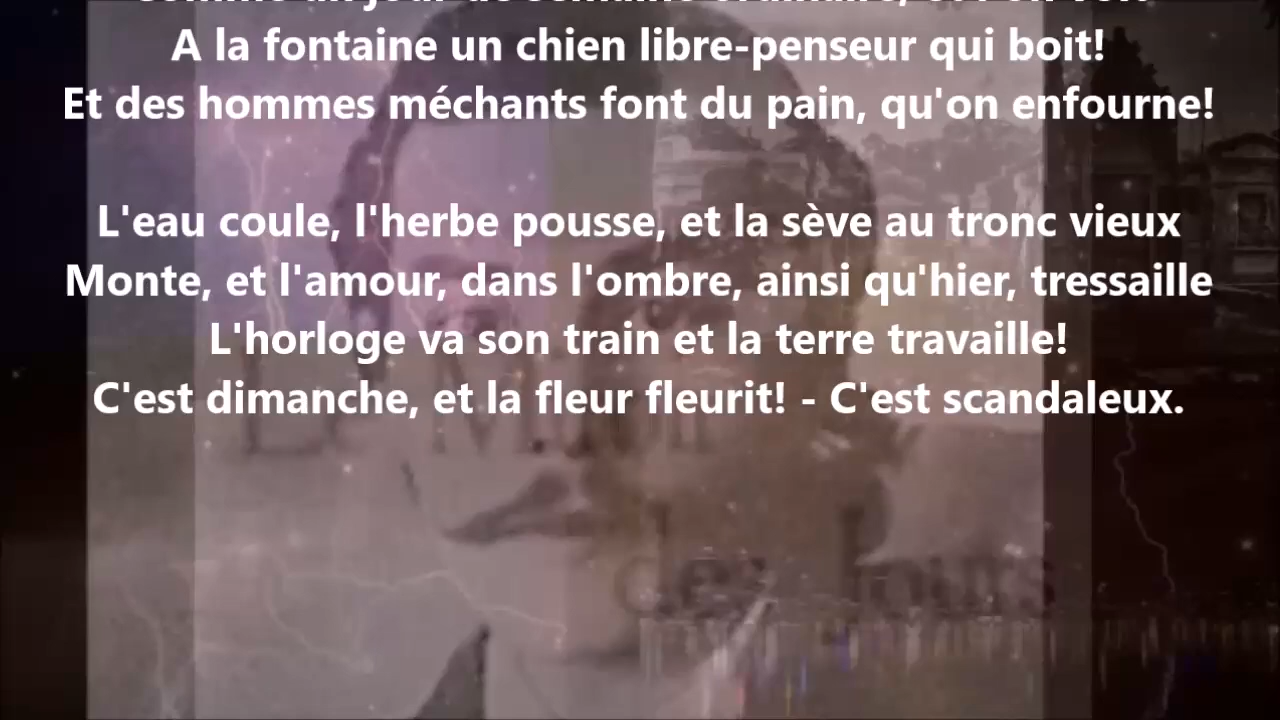 A la fontaine un chien libre-penseur qui boit!
Et des hommes méchants font du pain, qu'on enfourne!
L'eau coule, l'herbe pousse, et la sève au tronc vieux
Monte, et l'amour, dans l'ombre, ainsi qu'hier, tressaille
L'horloge va son train et la terre travaille!
C'est dimanche, et la fleur fleurit! - C'est scandaleux.